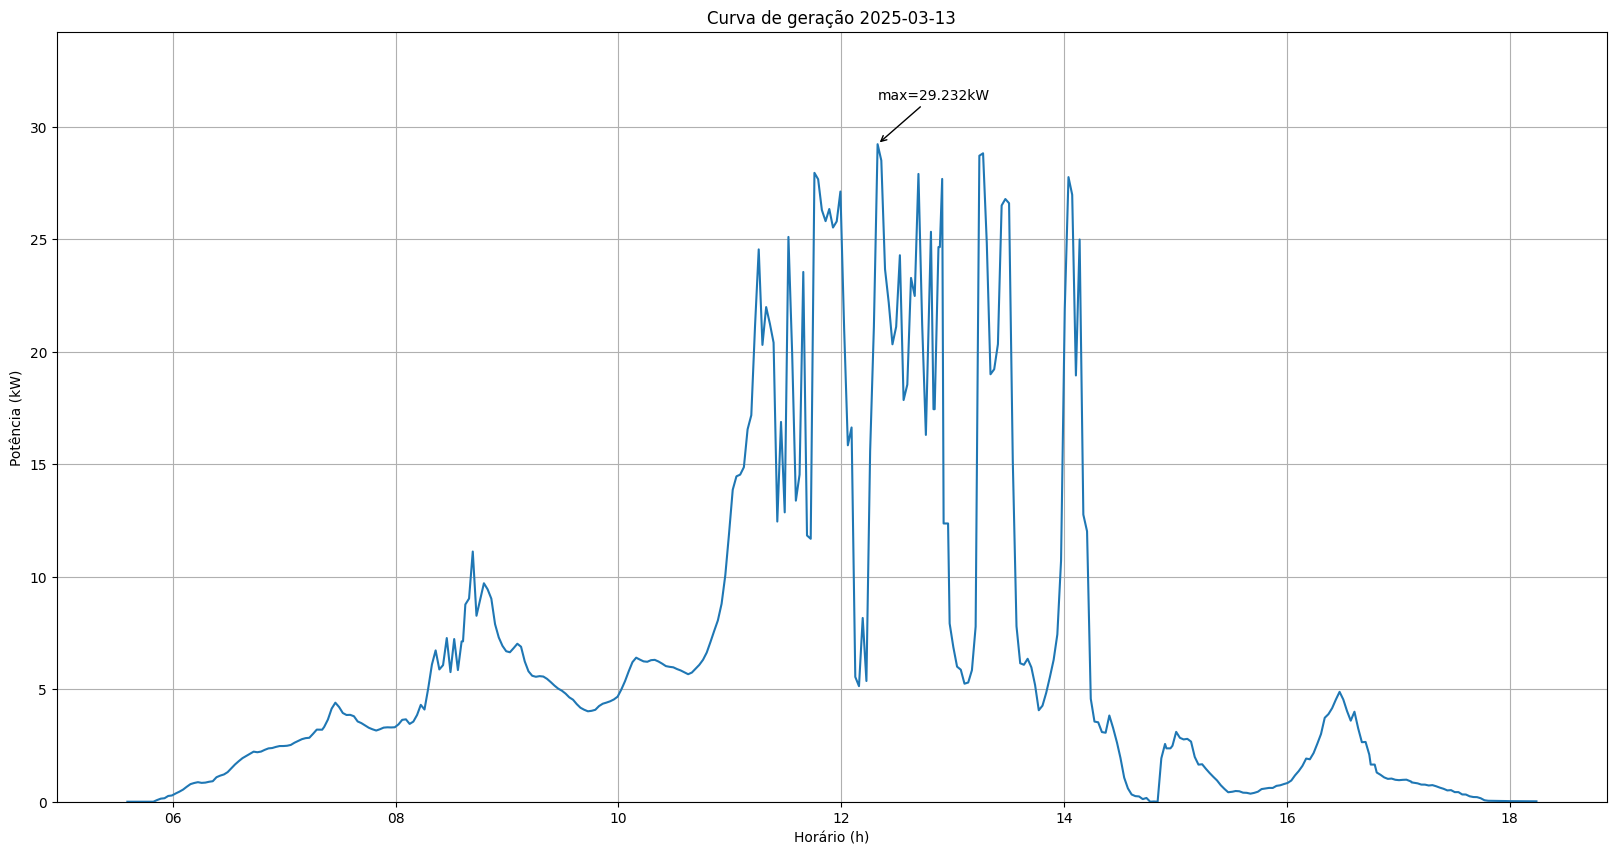 Curva de geração 2025-03-13
max=29.232kW
30
25
20
15
10
5
0
Potência (kW)
06 08 10 12 14 16 18
Horário (h)